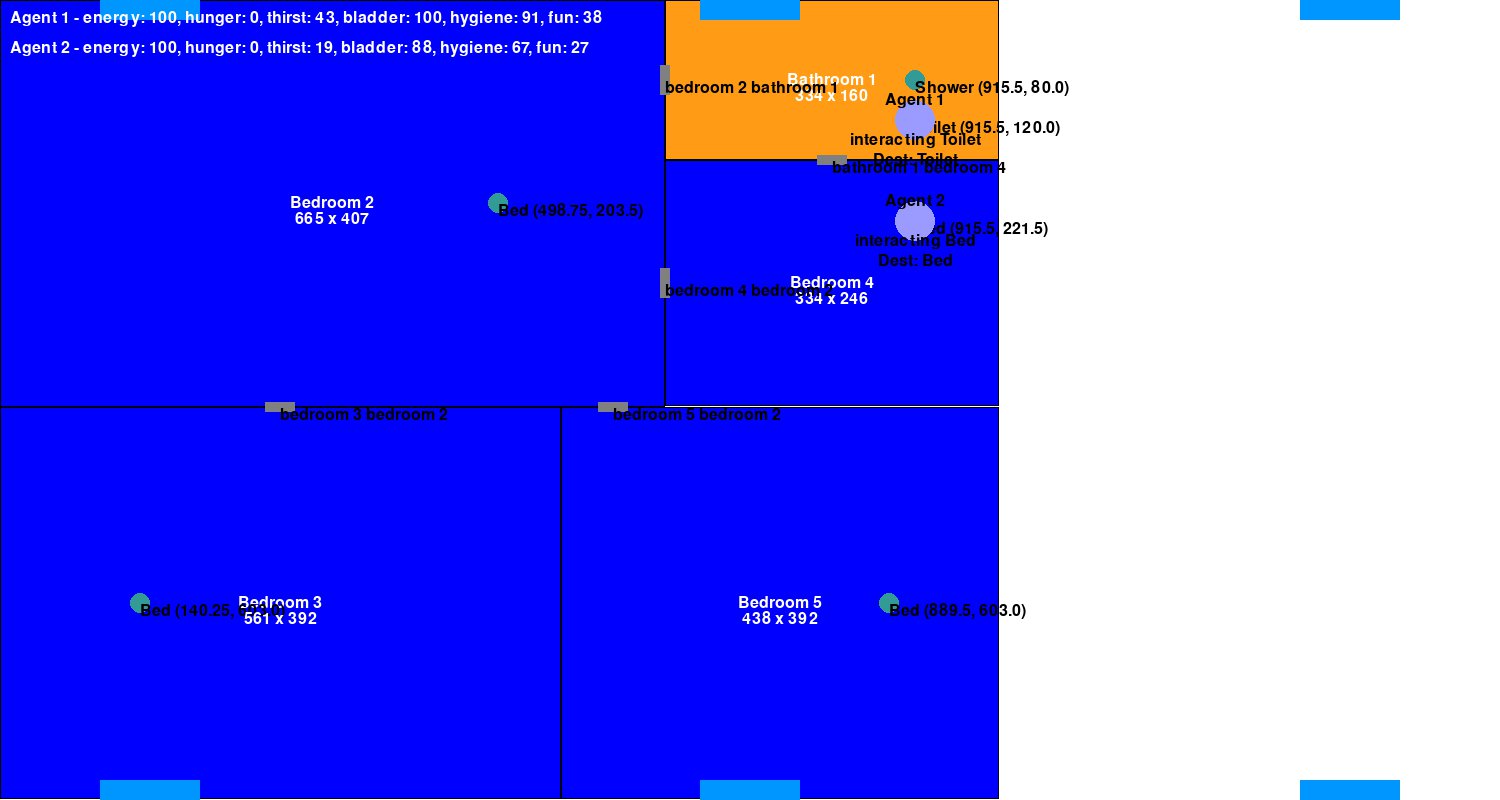 Agent 1 - energy: 100, hunger: 0, thirst: 43, bladder: 100, hygiene: 91, fun: 38
Agent 2 - energy: 100, hunger: 0, thirst: 19, bladder: 88, hygiene: 67, fun: 27
Bathroom 1
334 x 160
bedroom 2 bathroom 1
Shower (915.5, 80.0)
Agent 1
ilet (915.5, 120.0)
interacting Toilet
Dest: Toilet
bathroom 1 bedroom 4
Bedroom 2
665 x 407
Bed (498.75, 203.5)
Agent 2
d (915.5, 221.5)
interacting Bed
Dest: Bed
Bedroom 4
334 x 246
bedroom 4 bedroom 2
bedroom 3 bedroom 2
bedroom 5 bedroom 2
Bedroom 3
561 x 392
Bed (140.25,
Bedroom 5
438 x 392
Bed (889.5, 603.0)